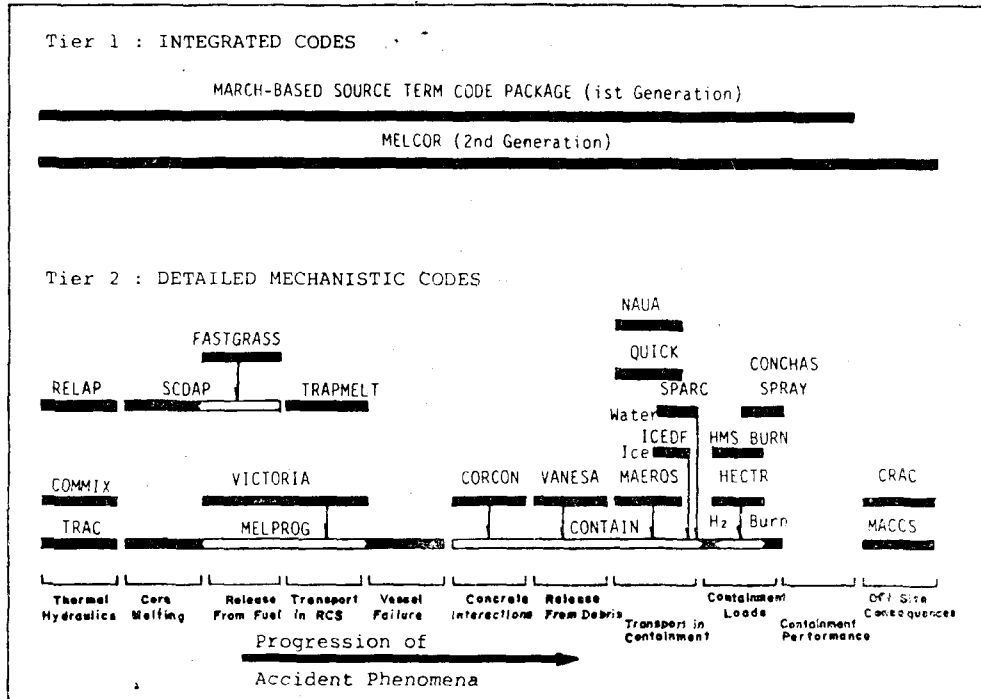 Tier 1 : INTEGRATED CODES
MARCH-BASED SOURCE TERM CODE PACKAGE (ist Generation)
MELCOR (2nd Generation)
Tier 2 : DETAILED MECHANISTIC CODES
NAUA
FASTGRASS
QUICK
CONCHAS
RELAP
SCDAP
TRAPMELT
SPARC
SPRAY
Water
ICEDF
HMS BURN
Ice
COMMIX
VICTORIA
CORCON
VANESA
MAEROS
HECTR
CRAC
TRAC
MELPROG
CONTAIN
H₂ Burn
MACCS
Thermal
Hydraulics
Core
Melting
Release
From Fuel
Transport
in RCS
Vessel
Failure
Concrete
Interactions
Release
From Debris
Transport in
Containment
Containment
Loads
Containment
Performance
Off Site
Consequences
Progression of
Accident Phenomena